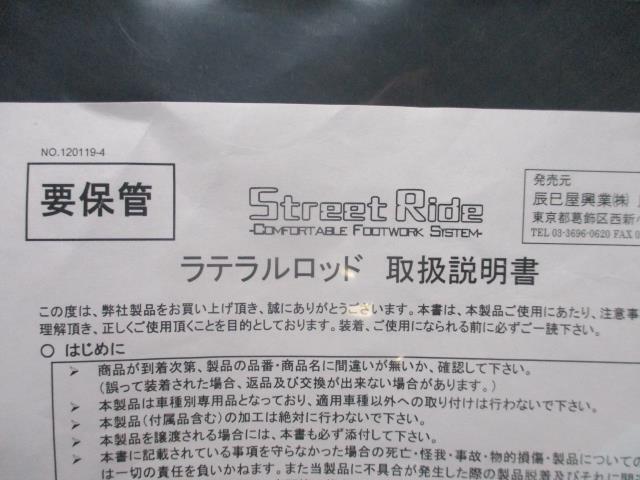 NO.120119-4
要保管
Street Ride
-COMFORTABLE FOOTWORK SYSTEM-
発売元
辰巳屋興業㈱
東京都葛飾区西新
TEL 03-3696-0620 FAX 0
ラテラルロッド 取扱説明書
この度は、弊社製品をお買い上げ頂き、誠にありがとうございます。本書は、本製品ご使用にあたり、注意事
理解頂き、正しくご使用頂くことを目的としております。装着、ご使用になられる前に必ずご一読下さい。
○ はじめに
➢ 商品が到着次第、製品の品番・商品名に間違いが無いか、確認して下さい。
(誤って装着された場合、返品及び交換が出来ない場合があります。)
➢ 本製品は車種別専用品となっており、適用車種以外への取り付けは行わないで下さい。
➢ 本製品(付属品含む)の加工は絶対に行わないで下さい。
➢ 本製品を譲渡される場合には、本書も必ず添付して下さい。
➢ 本書に記載されている事項を守らなかった場合の死亡・怪我・事故・物的損傷・製品についての
は一切の責任を負いかねます。また当製品に不具合が発生した際の製品脱着及びそれに関